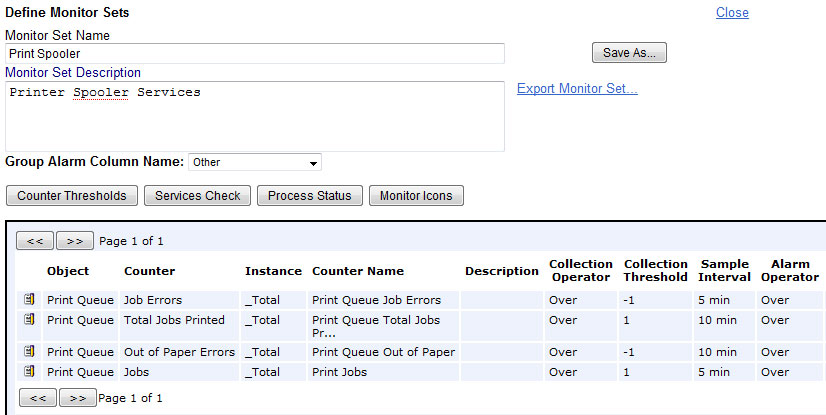 Define Monitor Sets Close
Monitor Set Name
Print Spooler Save As...
Monitor Set Description
Printer Spooler Services Export Monitor Set...
Group Alarm Column Name: Other
Counter Thresholds Services Check Process Status Monitor Icons
<< >> Page 1 of 1
Object Counter Instance Counter Name Description Collection Operator Collection Threshold Sample Interval Alarm Operator
Print Queue Job Errors _Total Print Queue Job Errors Over -1 5 min Over
Print Queue Total Jobs Printed _Total Print Queue Total Jobs Pr... Over 1 10 min Over
Print Queue Out of Paper Errors _Total Print Queue Out of Paper Over -1 10 min Over
Print Queue Jobs _Total Print Jobs Over 1 5 min Over
<< >> Page 1 of 1